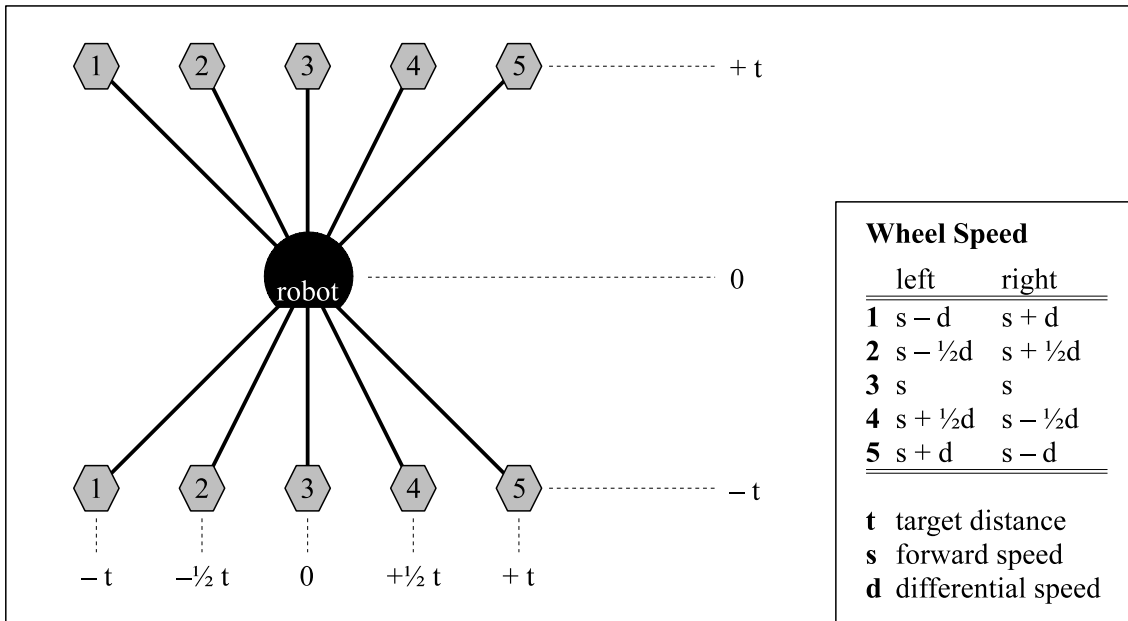 1 2 3 4 5 + t
robot 0
1 2 3 4 5 – t
– t –½ t 0 +½ t + t
Wheel Speed
left right
1 s – d s + d
2 s – ½d s + ½d
3 s s
4 s + ½d s – ½d
5 s + d s – d
t target distance
s forward speed
d differential speed